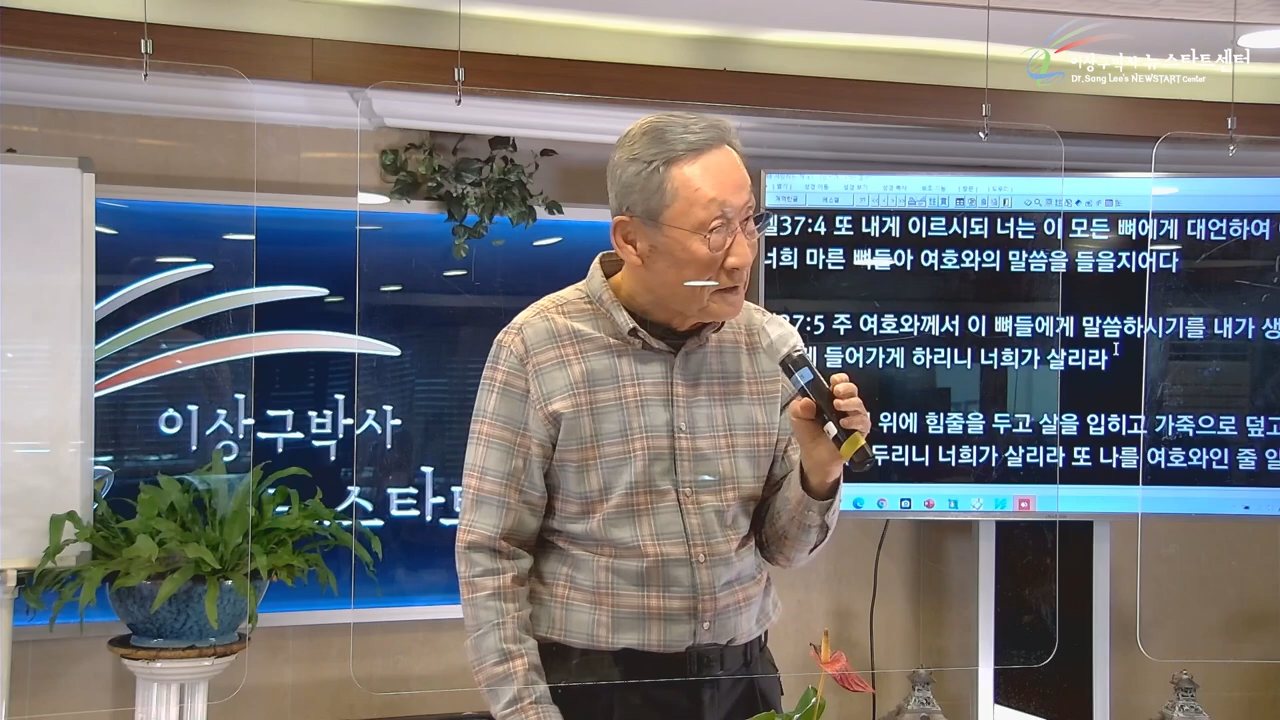 이상구박사 뉴스타트센터
Dr.Sang Lee's NEWSTART Center
37:4 또 내게 이르시되 너는 이 모든 뼈에게 대언하여
너희 마른 뼈들아 여호와의 말씀을 들을지어다
37:5 주 여호와께서 이 뼈들에게 말씀하시기를 내가 생
들어가게 하리니 너희가 살리라
위에 힘줄을 두고 살을 입히고 가죽으로 덮고
두리니 너희가 살리라 또 나를 여호와인 줄 알
이상구박사
스타트